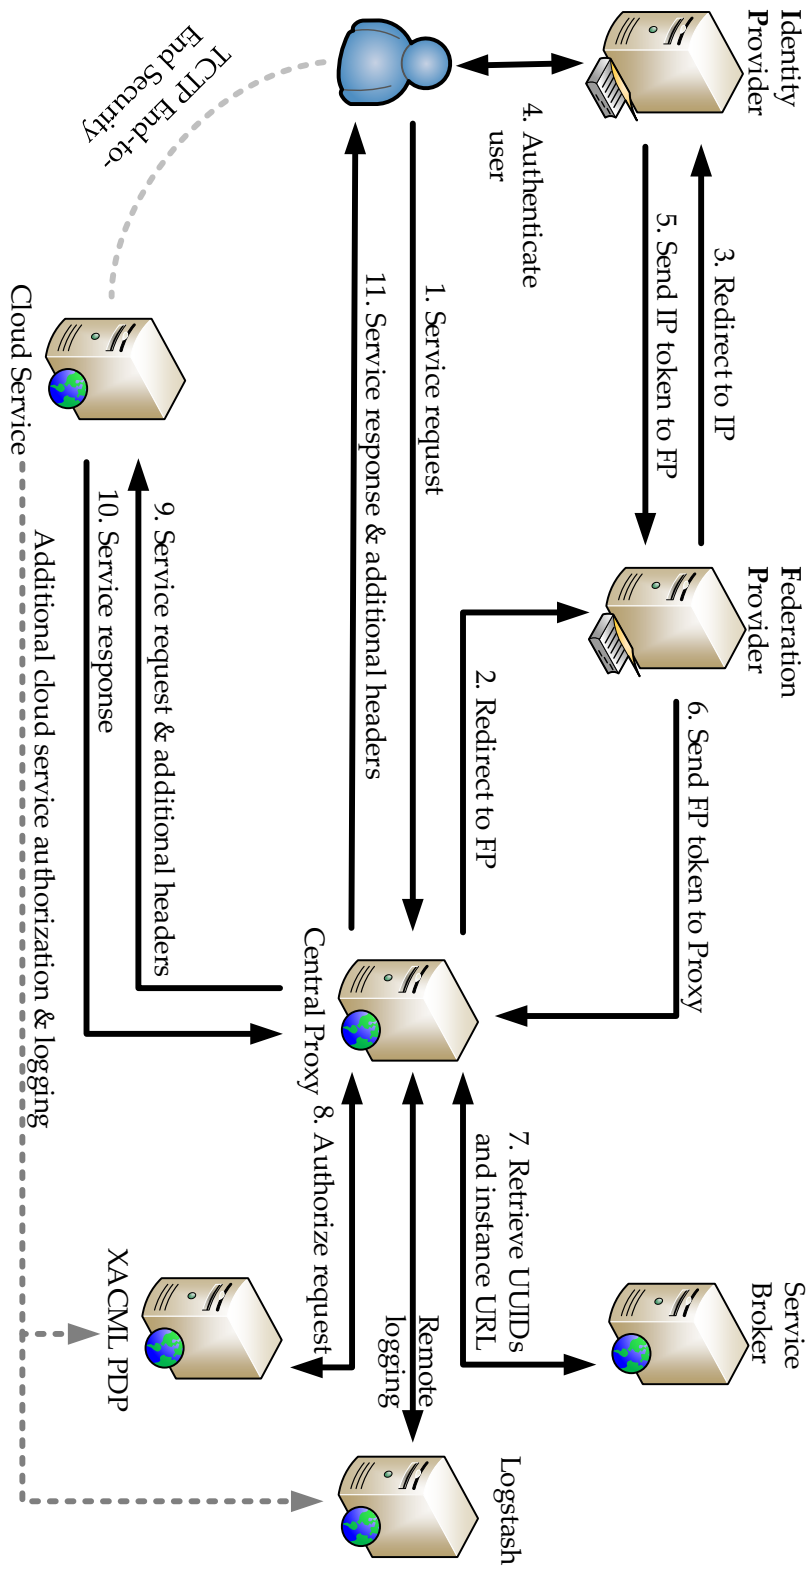 Identity
Provider
Federation
Provider
Service
Broker
3. Redirect to IP
5. Send IP token to FP
6. Send FP token to Proxy
4. Authenticate
user
2. Redirect to FP
7. Retrieve UUIDs
and instance URL
Logstash
1. Service request
Remote
logging
11. Service response & additional headers
Central Proxy
8. Authorize request
TCTP End-to-
End Security
9. Service request & additional headers
10. Service response
XACML PDP
Cloud Service
Additional cloud service authorization & logging